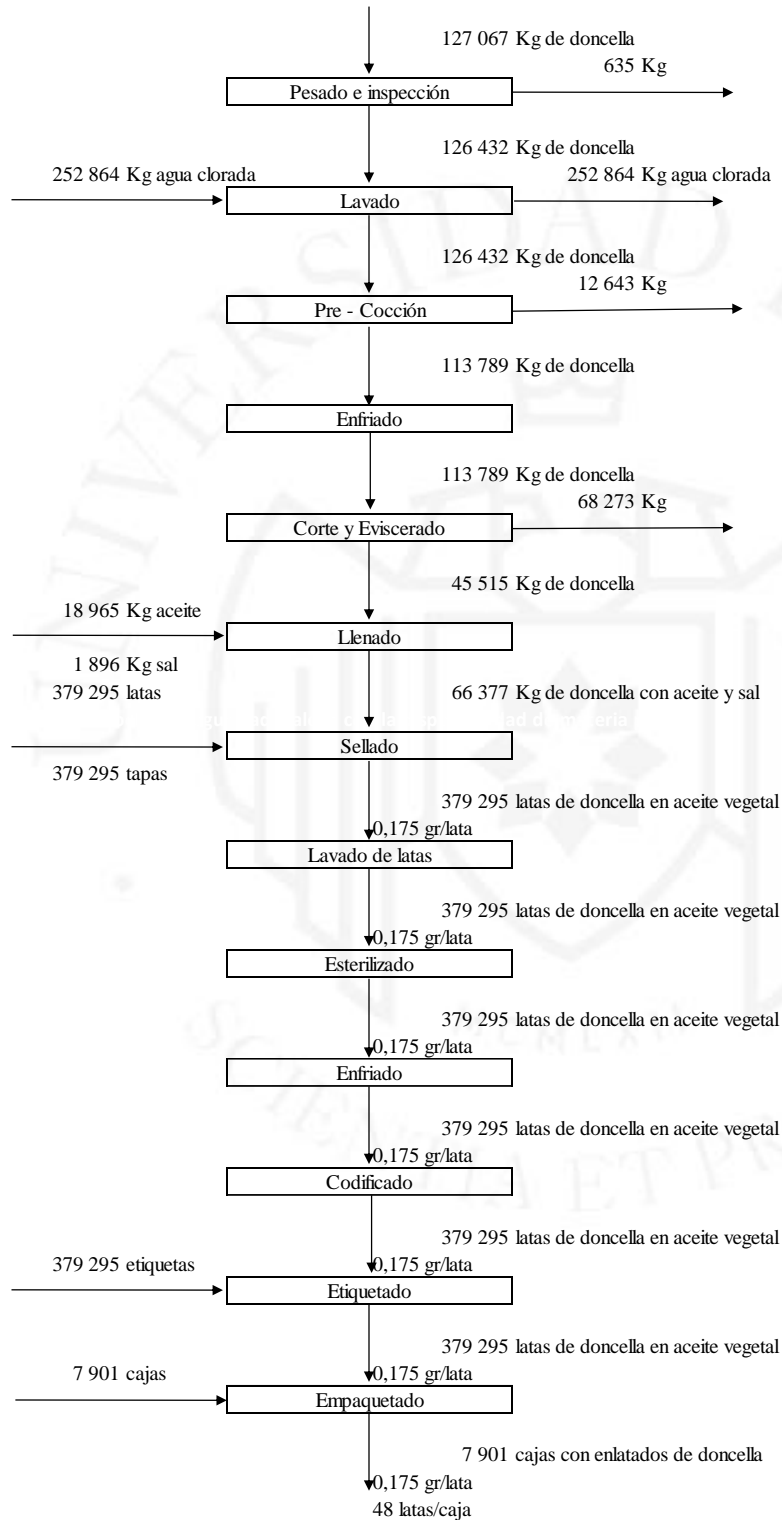 127 067 Kg de doncella
635 Kg
Pesado e inspección
126 432 Kg de doncella
252 864 Kg agua clorada
252 864 Kg agua clorada
Lavado
126 432 Kg de doncella
12 643 Kg
Pre - Cocción
113 789 Kg de doncella
Enfriado
113 789 Kg de doncella
68 273 Kg
Corte y Eviscerado
45 515 Kg de doncella
18 965 Kg aceite
Llenado
1 896 Kg sal
379 295 latas
66 377 Kg de doncella con aceite y sal
Sellado
379 295 tapas
379 295 latas de doncella en aceite vegetal
0,175 gr/lata
Lavado de latas
379 295 latas de doncella en aceite vegetal
0,175 gr/lata
Esterilizado
379 295 latas de doncella en aceite vegetal
0,175 gr/lata
Enfriado
379 295 latas de doncella en aceite vegetal
0,175 gr/lata
Codificado
379 295 latas de doncella en aceite vegetal
0,175 gr/lata
379 295 etiquetas
Etiquetado
379 295 latas de doncella en aceite vegetal
0,175 gr/lata
7 901 cajas
Empaquetado
7 901 cajas con enlatados de doncella
0,175 gr/lata
48 latas/caja